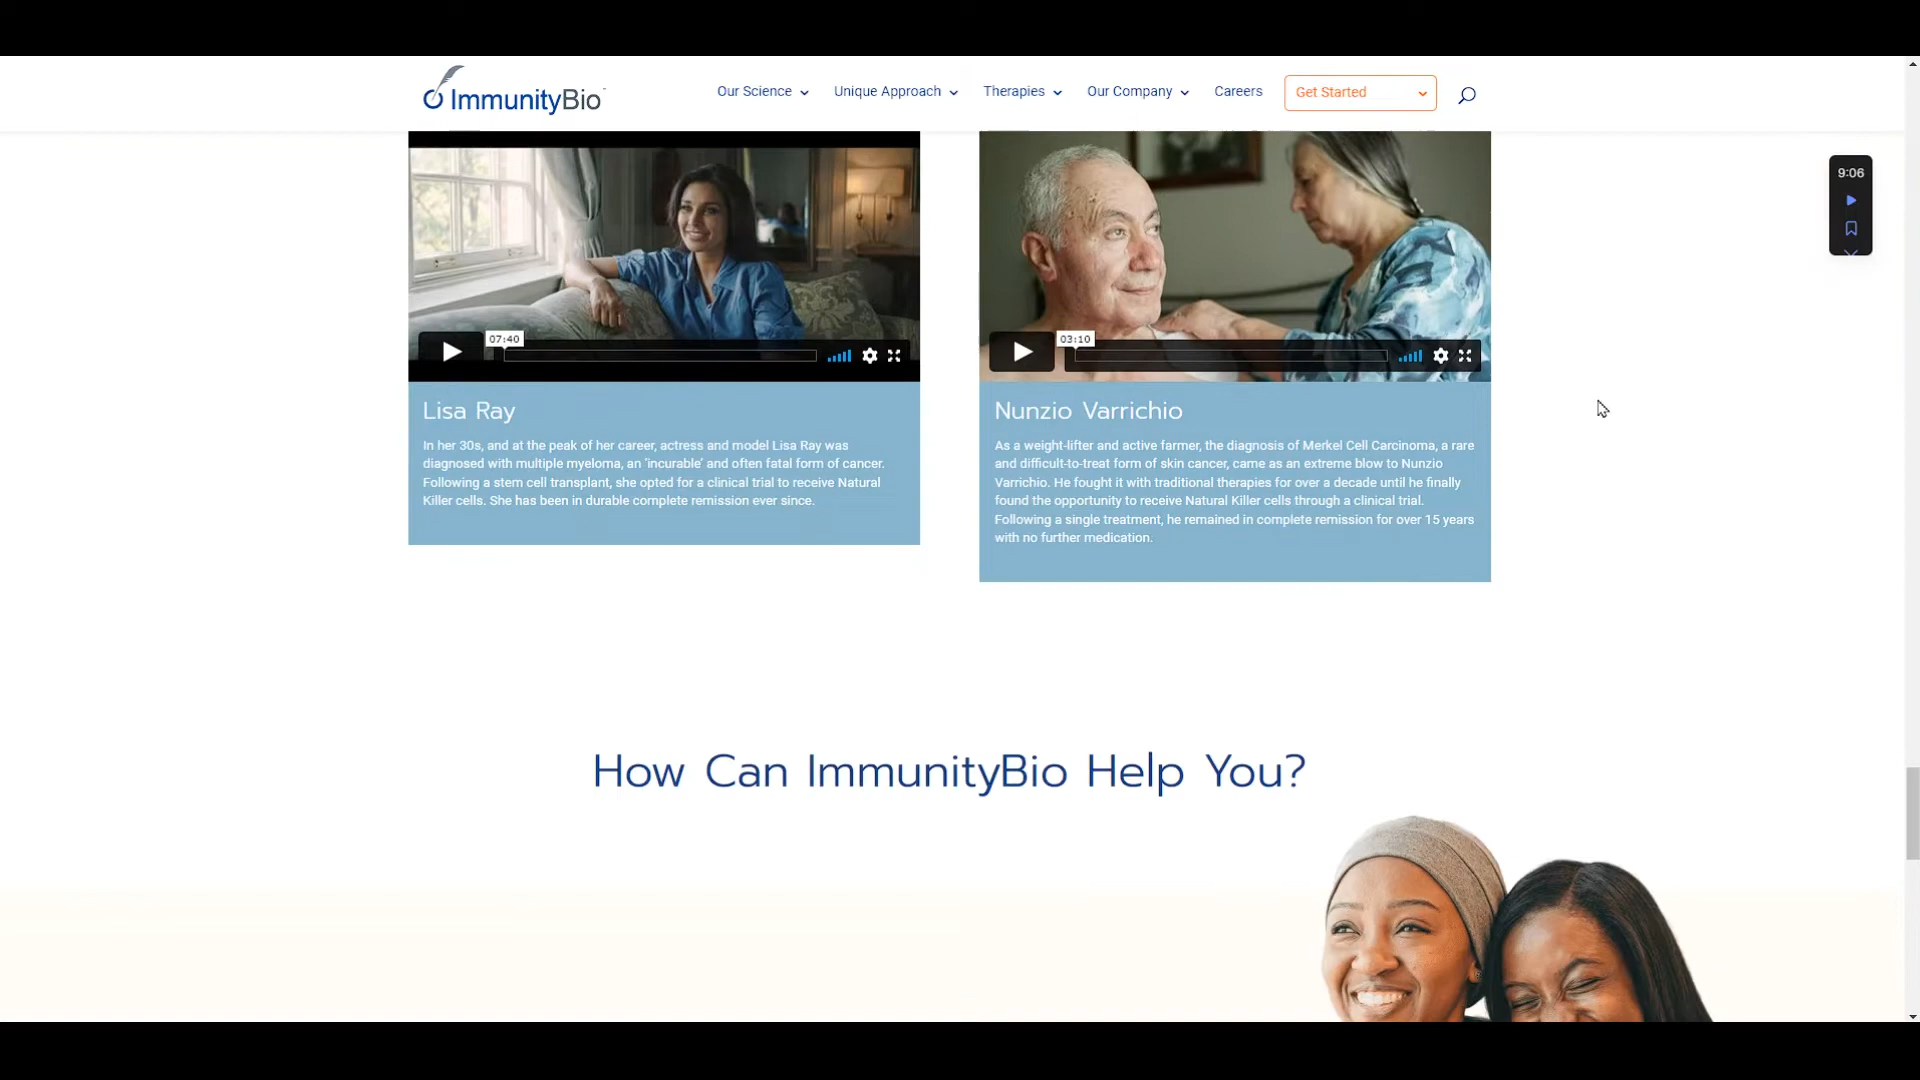 ImmunityBio
Our Science
Unique Approach
Therapies
Our Company
Careers
Get Started
9:06
07:40
03:10
Lisa Ray
In her 30s, and at the peak of her career, actress and model Lisa Ray was
diagnosed with multiple myeloma, an 'incurable' and often fatal form of cancer.
Following a stem cell transplant, she opted for a clinical trial to receive Natural
Killer cells. She has been in durable complete remission ever since.
Nunzio Varrichio
As a weight-lifter and active farmer, the diagnosis of Merkel Cell Carcinoma, a rare
and difficult-to-treat form of skin cancer, came as an extreme blow to Nunzio
Varrichio. He fought it with traditional therapies for over a decade until he finally
found the opportunity to receive Natural Killer cells through a clinical trial.
Following a single treatment, he remained in complete remission for over 15 years
with no further medication.
How Can ImmunityBio Help You?